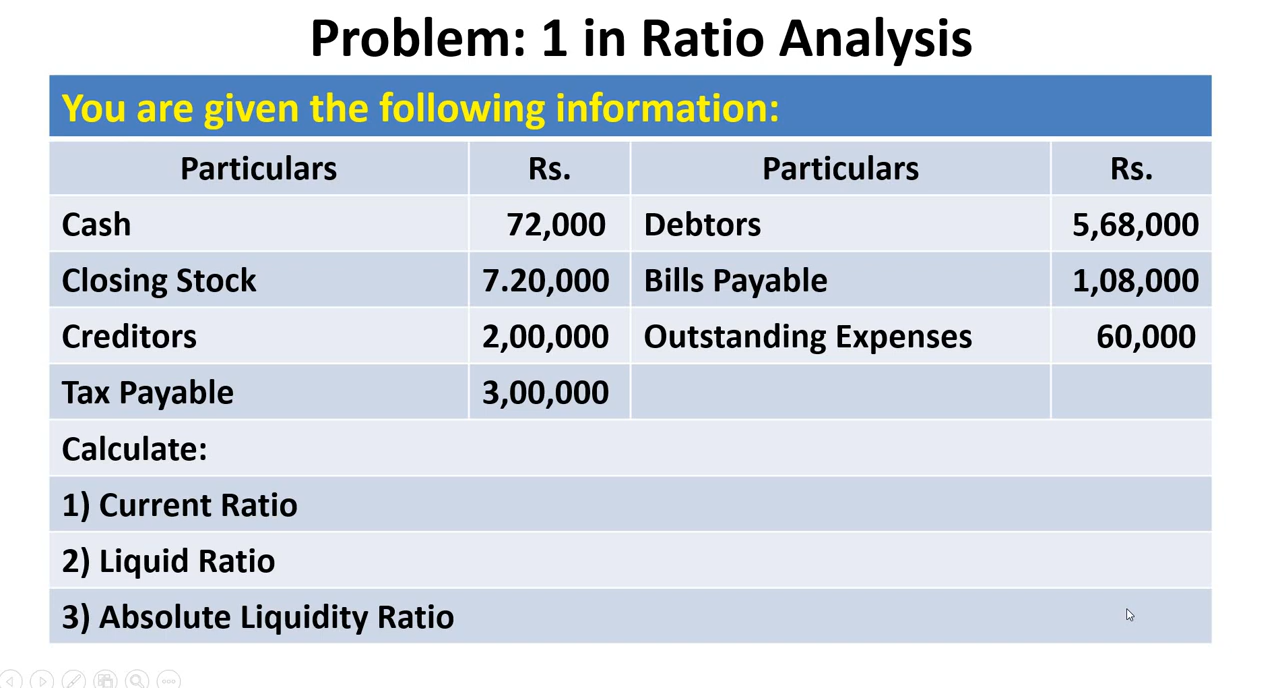 Problem: 1 in Ratio Analysis
You are given the following information:
Particulars Rs. Particulars Rs.
Cash 72,000 Debtors 5,68,000
Closing Stock 7.20,000 Bills Payable 1,08,000
Creditors 2,00,000 Outstanding Expenses 60,000
Tax Payable 3,00,000
Calculate:
1) Current Ratio
2) Liquid Ratio
3) Absolute Liquidity Ratio